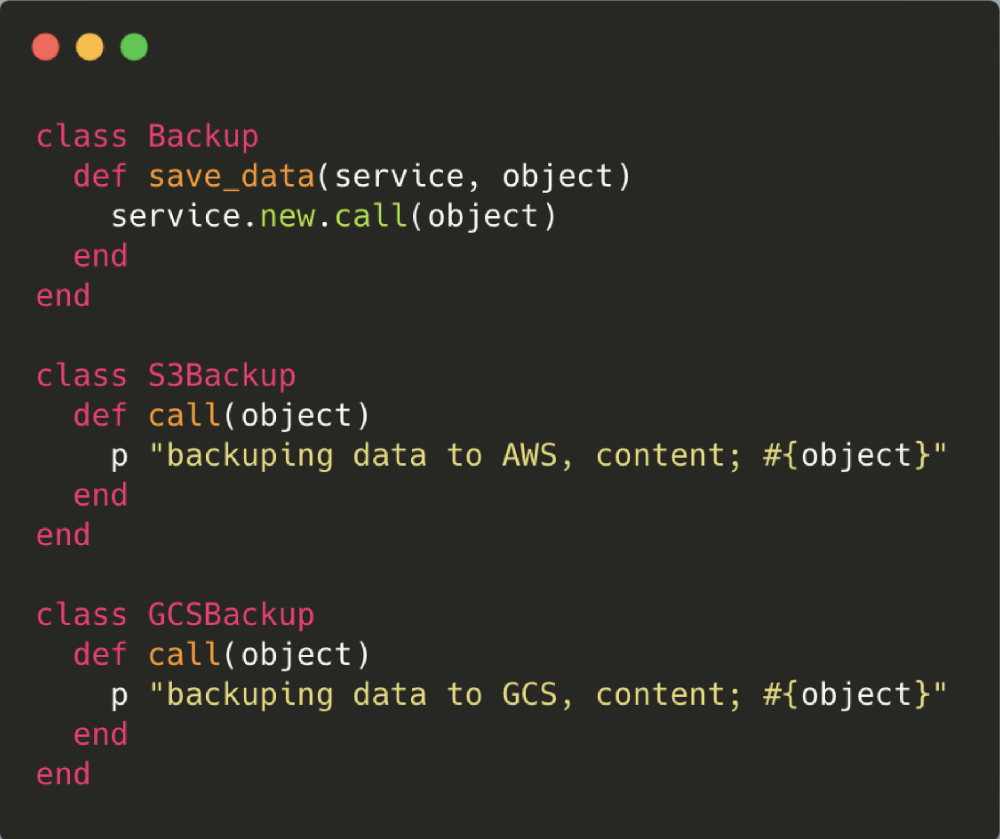 class Backup
  def save_data(service, object)
    service.new.call(object)
  end
end

class S3Backup
  def call(object)
    p "backuping data to AWS, content; #{object}"
  end
end

class GCSBackup
  def call(object)
    p "backuping data to GCS, content; #{object}"
  end
end